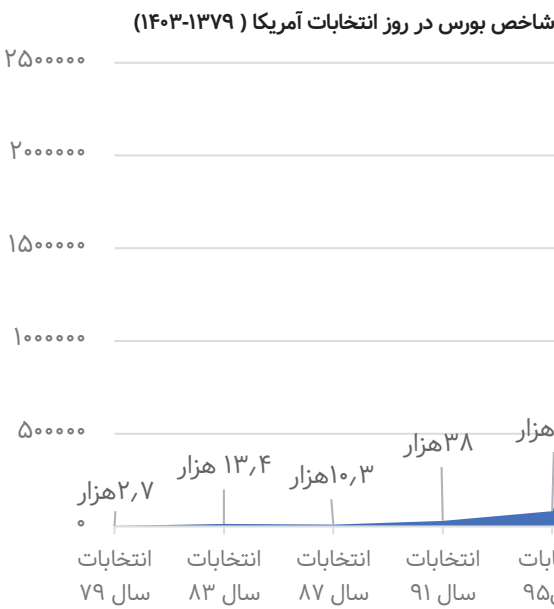 شاخص بورس در روز انتخابات آمریکا ( ۱۳۷۹-۱۴۰۳)
۲۵۰۰۰۰۰
۲۰۰۰۰۰۰
۱۵۰۰۰۰۰
۱۰۰۰۰۰۰
۵۰۰۰۰۰
۰
۲٫۷هزار
۱۳٫۴ هزار
۱۰٫۳هزار
۳۸هزار
هزار
انتخابات
سال ۷۹
انتخابات
سال ۸۳
انتخابات
سال ۸۷
انتخابات
سال ۹۱
۹۵